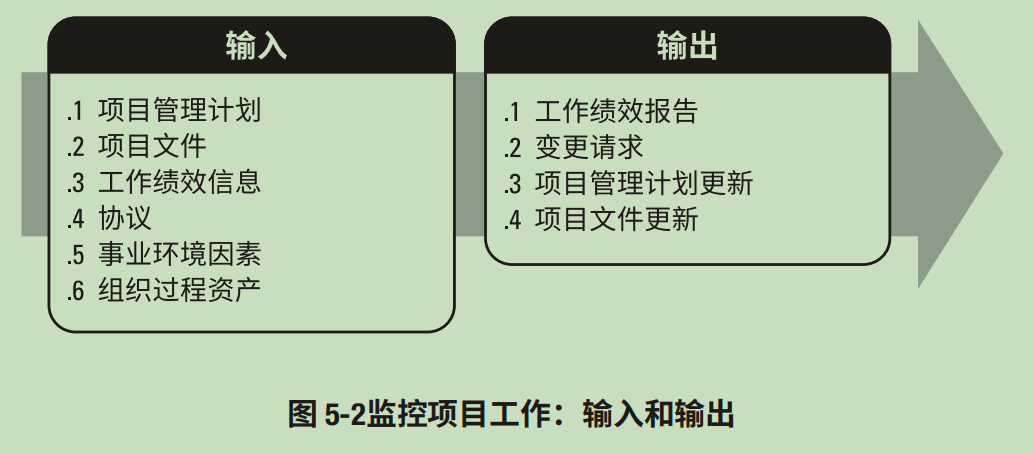 输入
.1 项目管理计划
.2 项目文件
.3 工作绩效信息
.4 协议
.5 事业环境因素
.6 组织过程资产
输出
.1 工作绩效报告
.2 变更请求
.3 项目管理计划更新
.4 项目文件更新
图 5-2监控项目工作：输入和输出